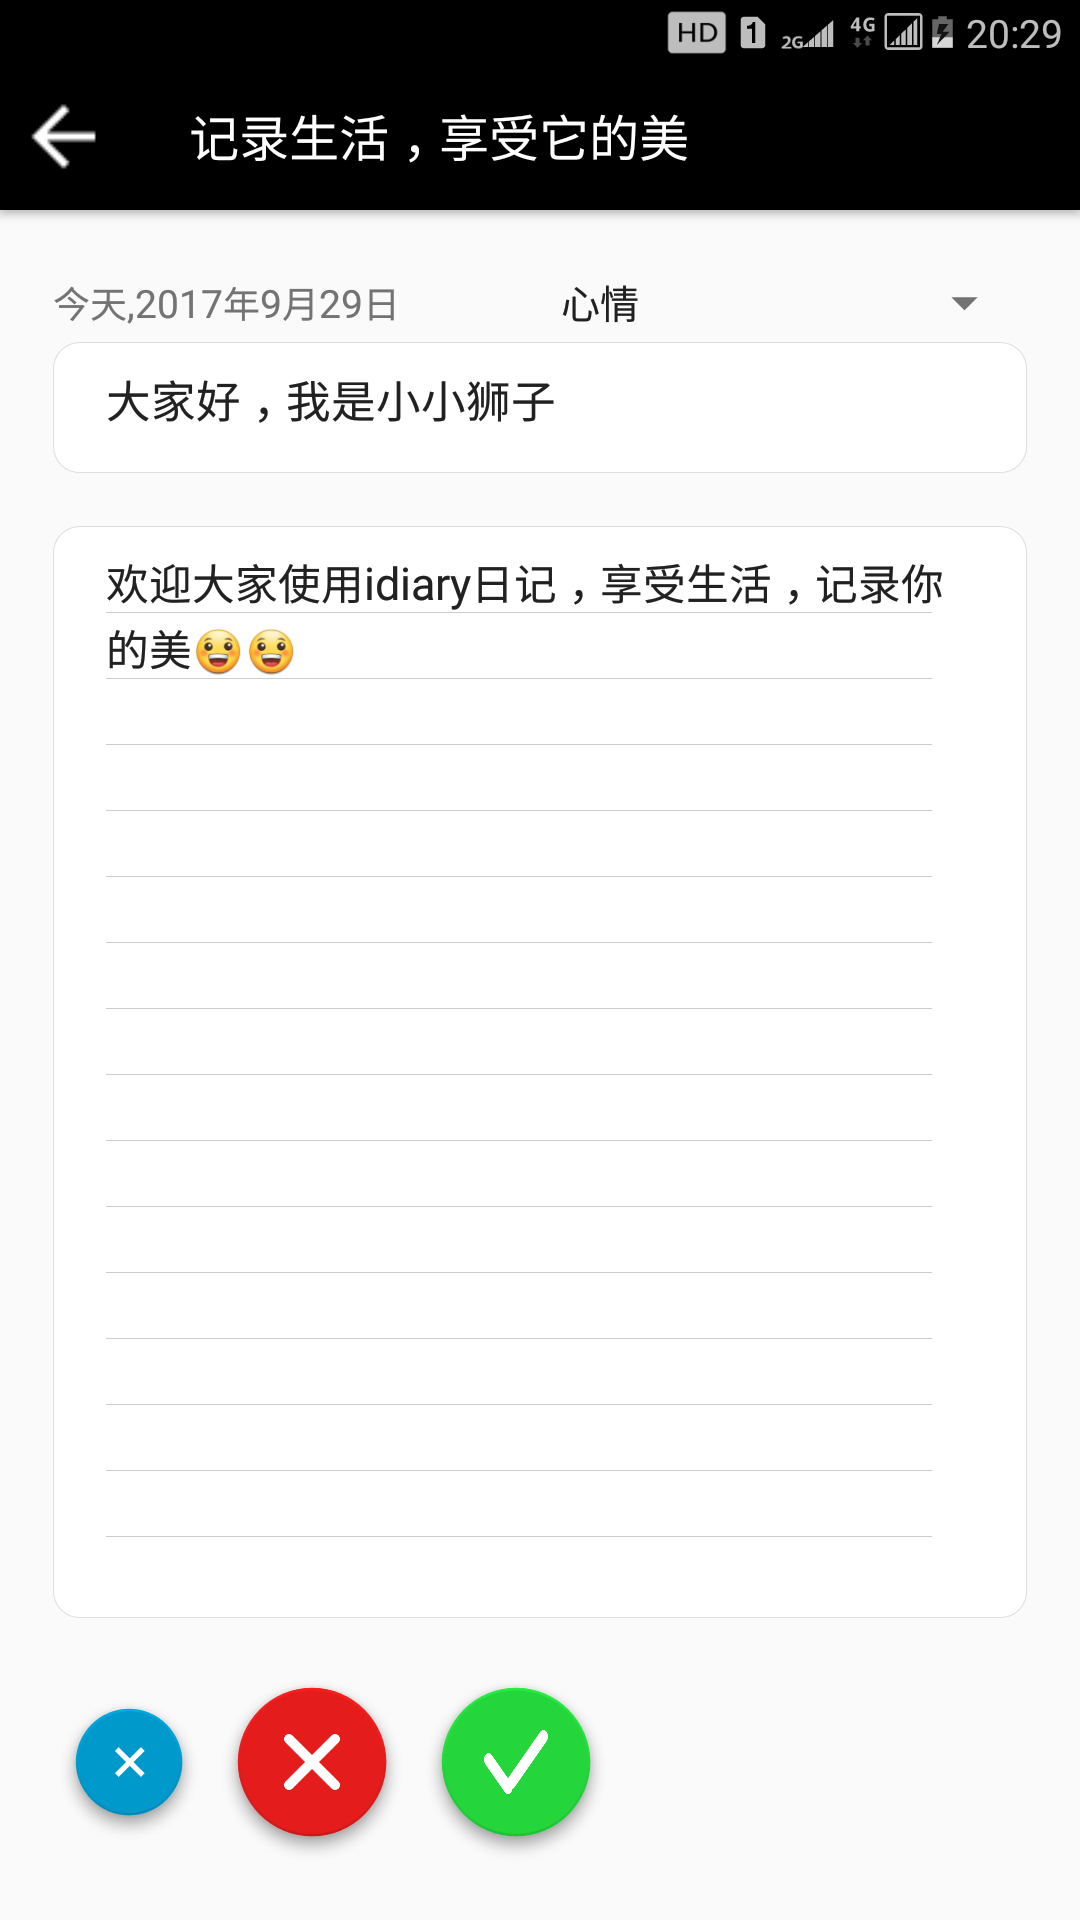 HD 1 2G 4G 20:29
记录生活，享受它的美
今天,2017年9月29日 心情
大家好，我是小小狮子
欢迎大家使用idiary日记，享受生活，记录你
的美😀😀